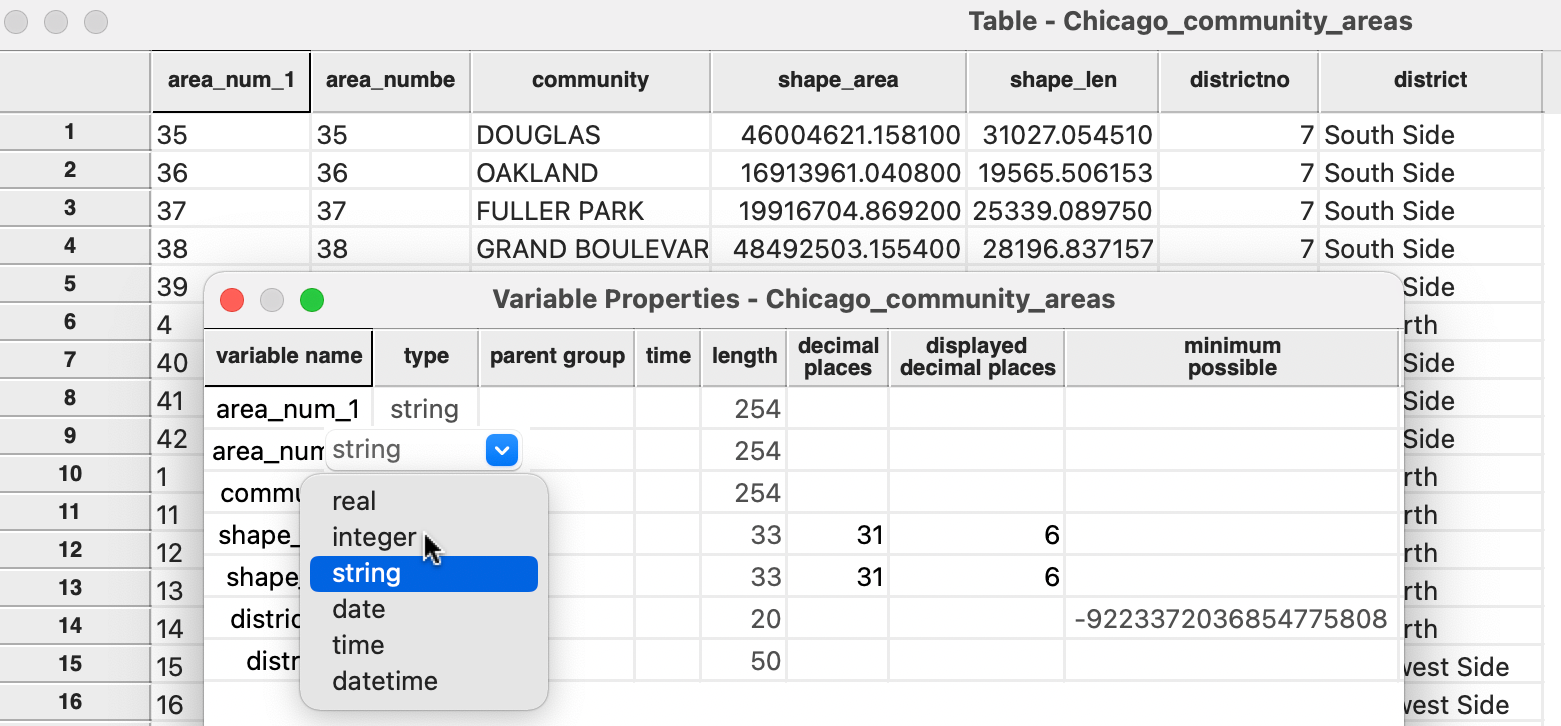 Table - Chicago_community_areas
area_num_1 area_numbe community shape_area shape_len districtno district
1 35 35 DOUGLAS 46004621.158100 31027.054510 7 South Side
2 36 36 OAKLAND 16913961.040800 19565.506153 7 South Side
3 37 37 FULLER PARK 19916704.869200 25339.089750 7 South Side
4 38 38 GRAND BOULEVAR 48492503.155400 28196.837157 7 South Side
5 39 Side
6 4 rth
7 40 Side
8 41 Side
9 42 Side
10 1 rth
11 11 rth
12 12 rth
13 13 rth
14 14 rth
15 15 west Side
16 16 west Side
Variable Properties - Chicago_community_areas
variable name type parent group time length decimal places displayed decimal places minimum possible
area_num_1 string 254
area_num string 254
commu 254
shape_ 33 31 6
shape_ 33 31 6
distric 20 -9223372036854775808
distr 50
real
integer
string
date
time
datetime